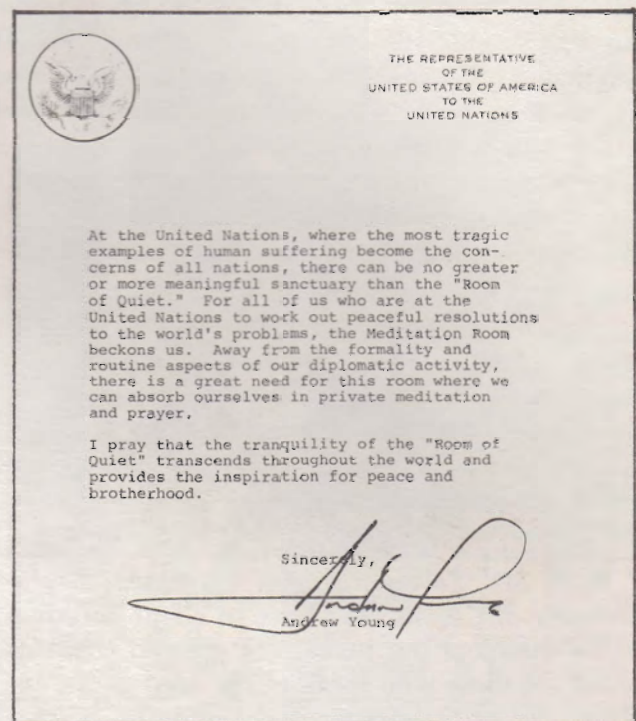 THE REPRESENTATIVE
OF THE
UNITED STATES OF AMERICA
TO THE
UNITED NATIONS
At the United Nations, where the most tragic
examples of human suffering become the con-
cerns of all nations, there can be no greater
or more meaningful sanctuary than the "Room
of Quiet." For all of us who are at the
United Nations to work out peaceful resolutions
to the world's problems, the Meditation Room
beckons us. Away from the formality and
routine aspects of our diplomatic activity,
there is a great need for this room where we
can absorb ourselves in private meditation
and prayer.
I pray that the tranquility of the "Room of
Quiet" transcends throughout the world and
provides the inspiration for peace and
brotherhood.
Sincerely,
Andrew Young